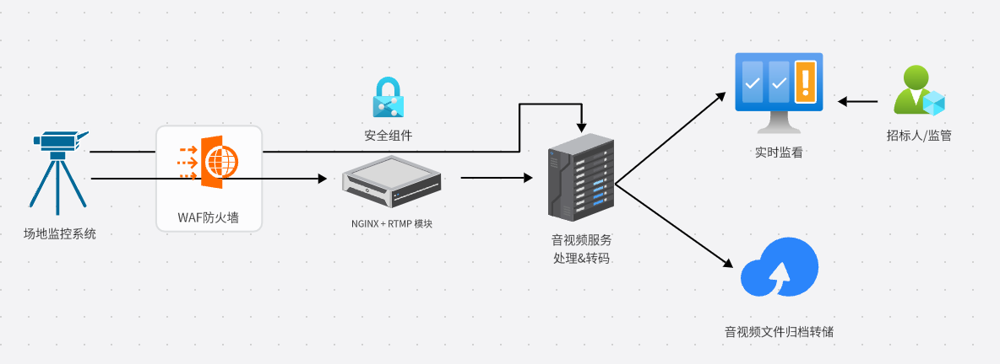 场地监控系统
WAF防火墙
安全组件
NGINX + RTMP 模块
音视频服务
处理&转码
实时监看
招标人/监管
音视频文件归档转储